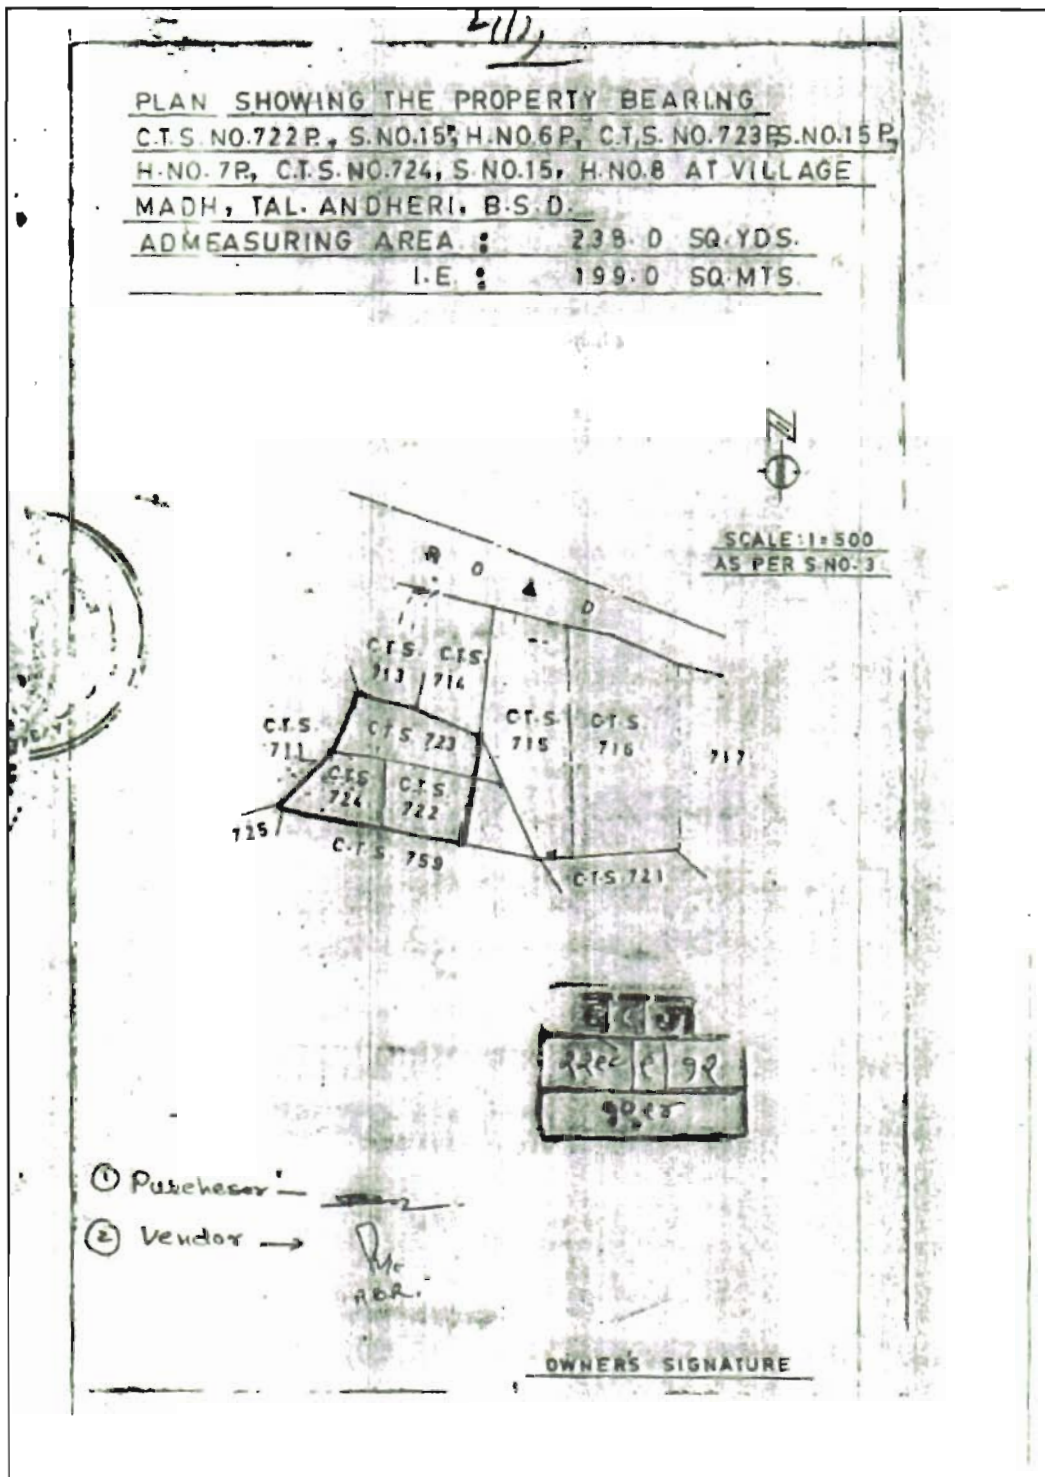 PLAN SHOWING THE PROPERTY BEARING
C.T.S. NO.722 P., S.NO.15, H.NO.6 P, C.T.S. NO.723 P, S.NO.15 P,
H.NO. 7P, C.T.S. NO.724, S.NO.15, H.NO.8 AT VILLAGE
MADH, TAL. ANDHERI. B.S.D.
ADMEASURING AREA : 238.0 SQ.YDS.
I.E. : 199.0 SQ.MTS.
N
SCALE:1=500
AS PER S.NO.3
ROAD
C.T.S. 713
C.T.S. 714
C.T.S. 711
C.T.S. 723
C.T.S. 715
C.T.S. 716
717
C.T.S. 724
C.T.S. 722
725
C.T.S. 759
C.T.S. 721
① Purchesor —
② Vendor →
OWNER'S SIGNATURE